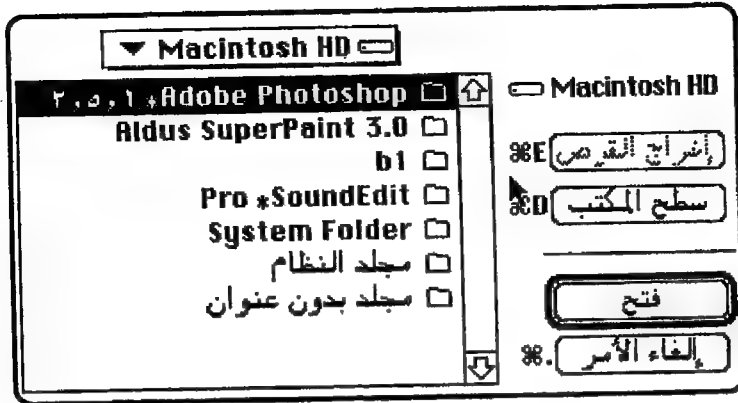 Macintosh HD
Adobe Photoshop* ٢,٥,١
Aldus SuperPaint 3.0
b1
Pro *SoundEdit
System Folder
مجلد النظام
مجلد بدون عنوان
Macintosh HD
إخراج القرص ⌘E
سطح المكتب ⌘D
فتح
إلغاء الأمر ⌘.